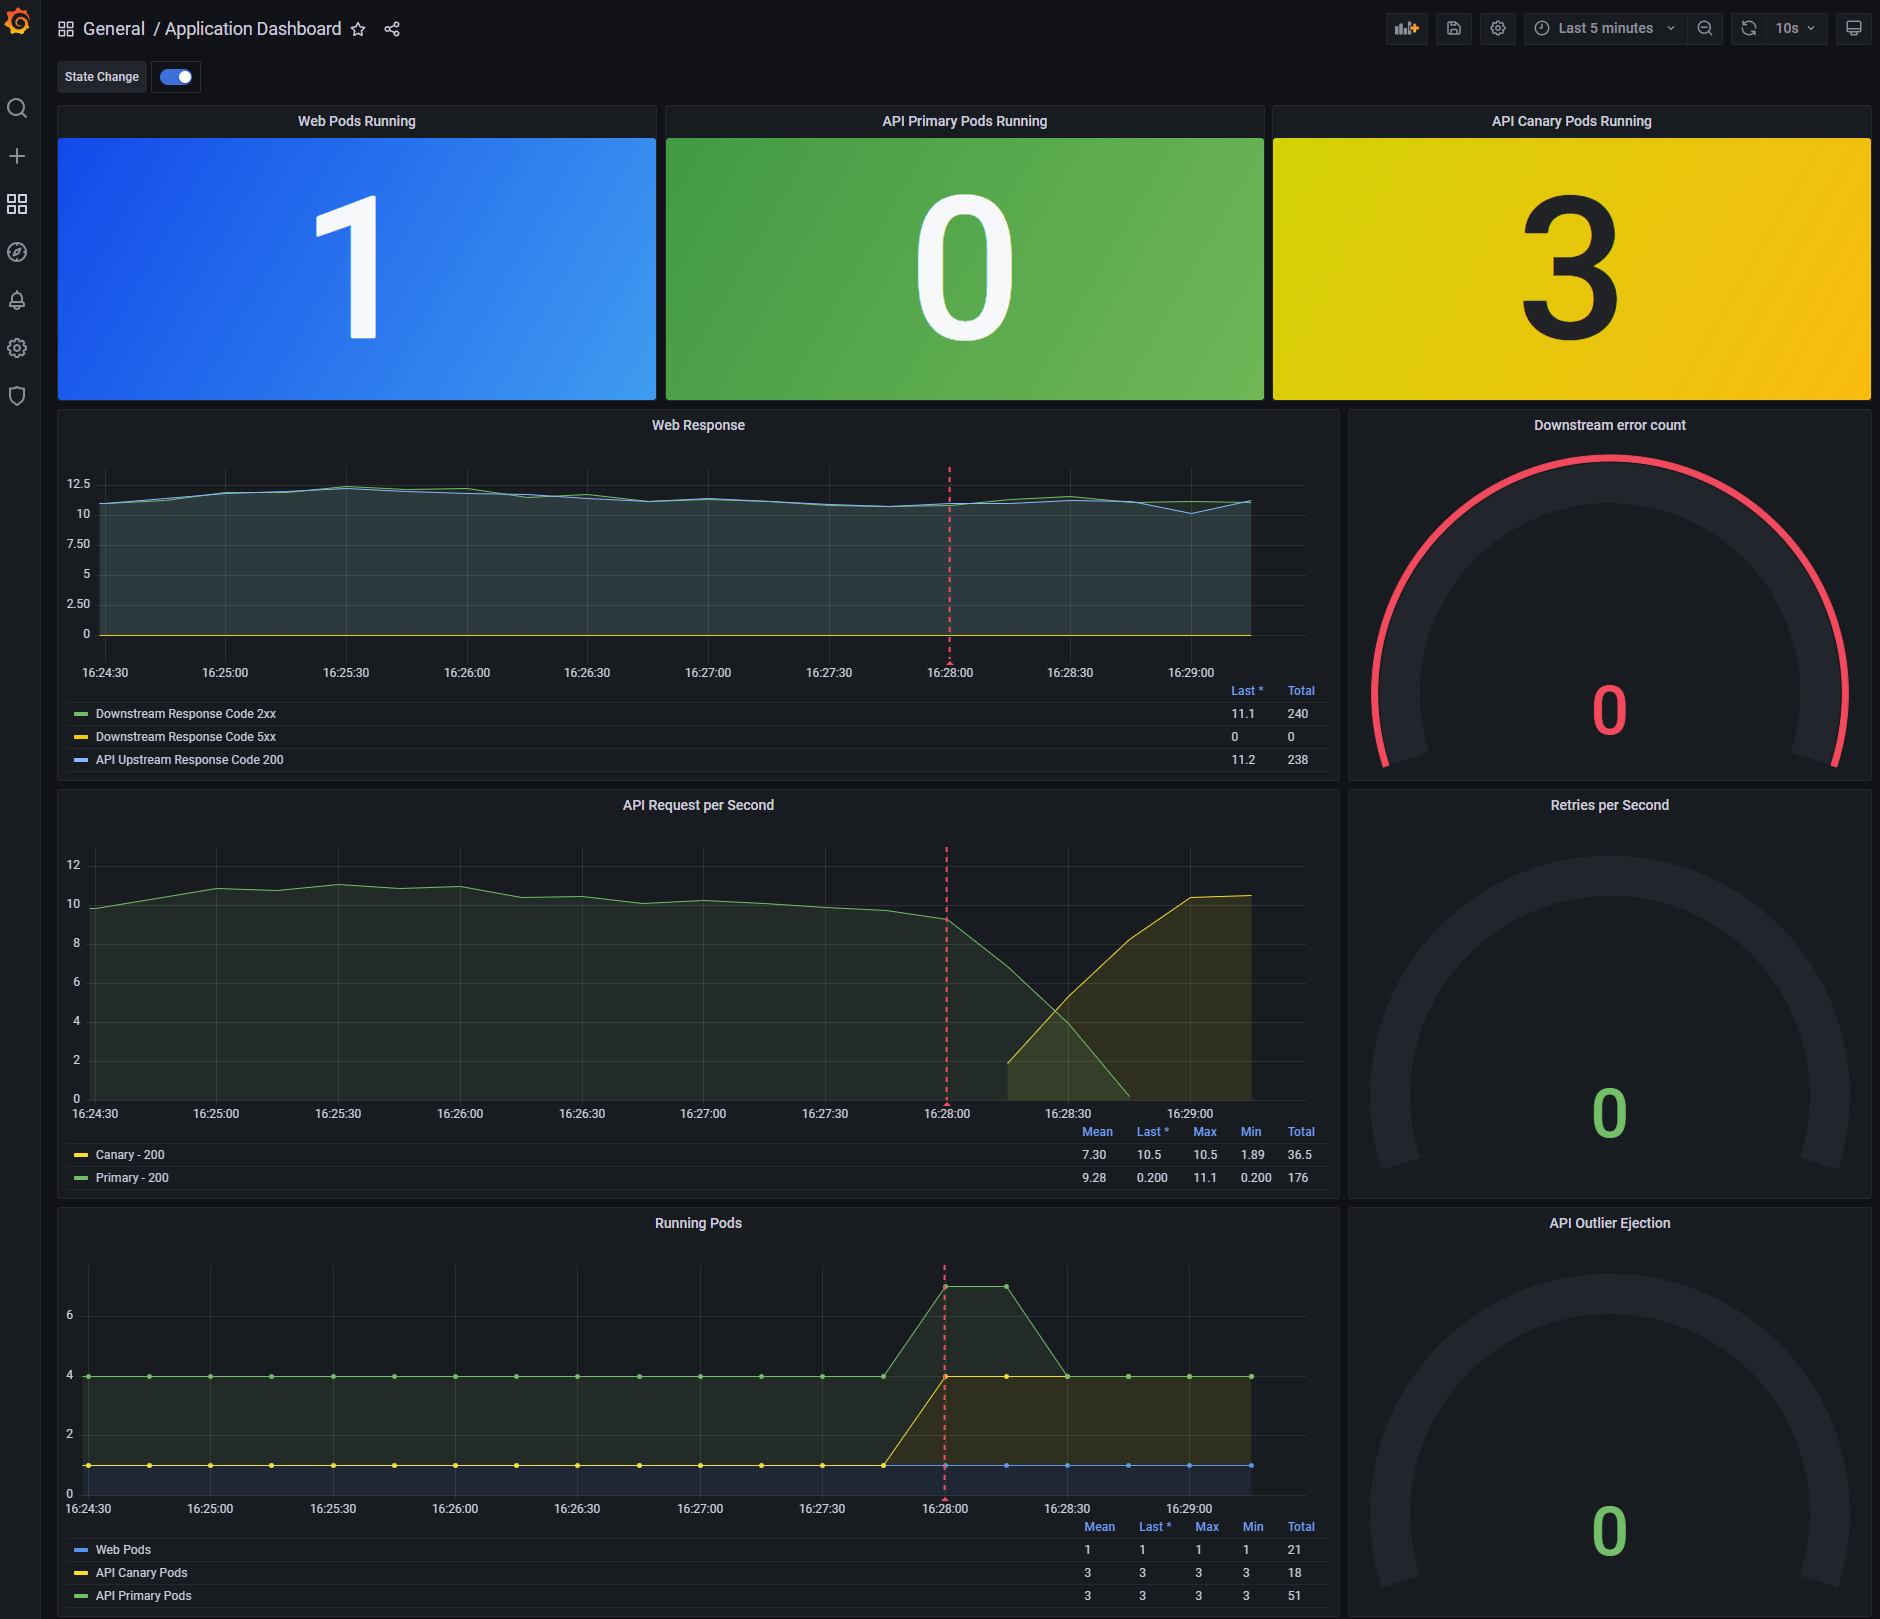 General / Application Dashboard
Last 5 minutes
10s
State Change
Web Pods Running
API Primary Pods Running
API Canary Pods Running
1
0
3
Web Response
12.5
10
7.50
5
2.50
0
16:24:30 16:25:00 16:25:30 16:26:00 16:26:30 16:27:00 16:27:30 16:28:00 16:28:30 16:29:00
Last * Total
Downstream Response Code 2xx 11.1 240
Downstream Response Code 5xx 0 0
API Upstream Response Code 200 11.2 238
Downstream error count
0
API Request per Second
12
10
8
6
4
2
0
16:24:30 16:25:00 16:25:30 16:26:00 16:26:30 16:27:00 16:27:30 16:28:00 16:28:30 16:29:00
Mean Last * Max Min Total
Canary - 200 7.30 10.5 10.5 1.89 36.5
Primary - 200 9.28 0.200 11.1 0.200 176
Retries per Second
0
Running Pods
6
4
2
0
16:24:30 16:25:00 16:25:30 16:26:00 16:26:30 16:27:00 16:27:30 16:28:00 16:28:30 16:29:00
Mean Last * Max Min Total
Web Pods 1 1 1 1 21
API Canary Pods 3 3 3 3 18
API Primary Pods 3 3 3 3 51
API Outlier Ejection
0